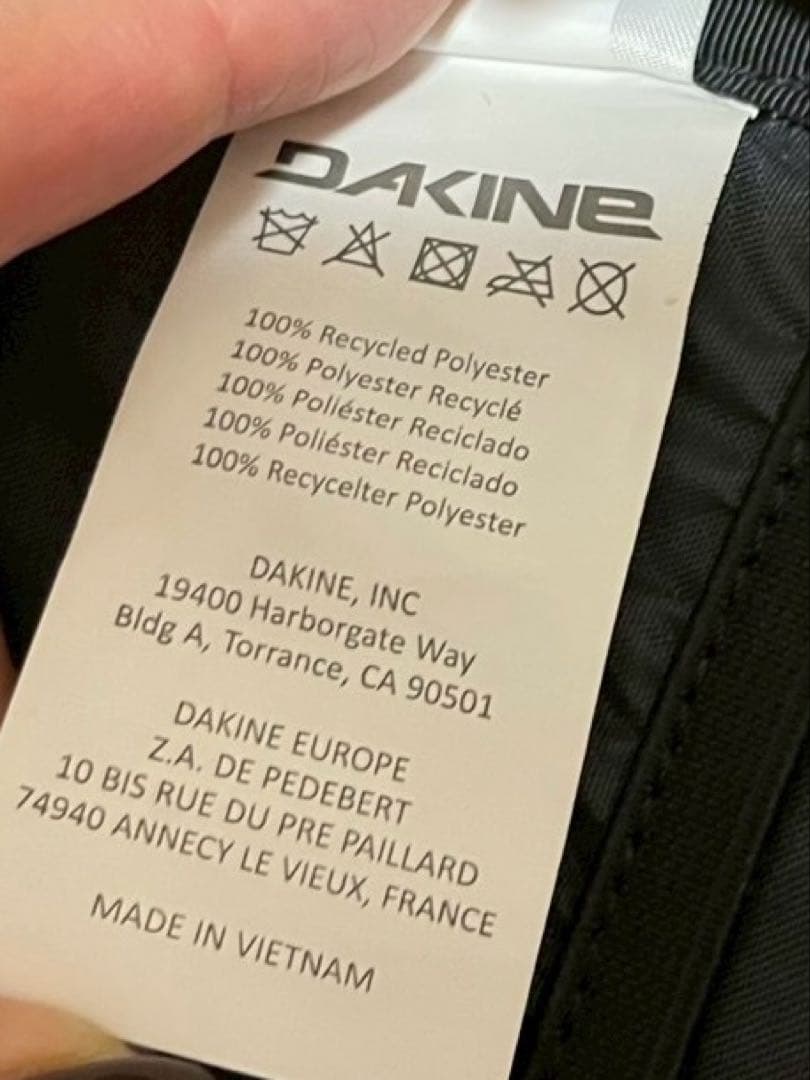 DAKINE
100% Recycled Polyester
100% Polyester Recyclé
100% Poliéster Reciclado
100% Poliéster Reciclado
100% Recycelter Polyester
DAKINE, INC
19400 Harborgate Way
Bldg A, Torrance, CA 90501
DAKINE EUROPE
Z.A. DE PEDEBERT
10 BIS RUE DU PRE PAILLARD
74940 ANNECY LE VIEUX, FRANCE
MADE IN VIETNAM